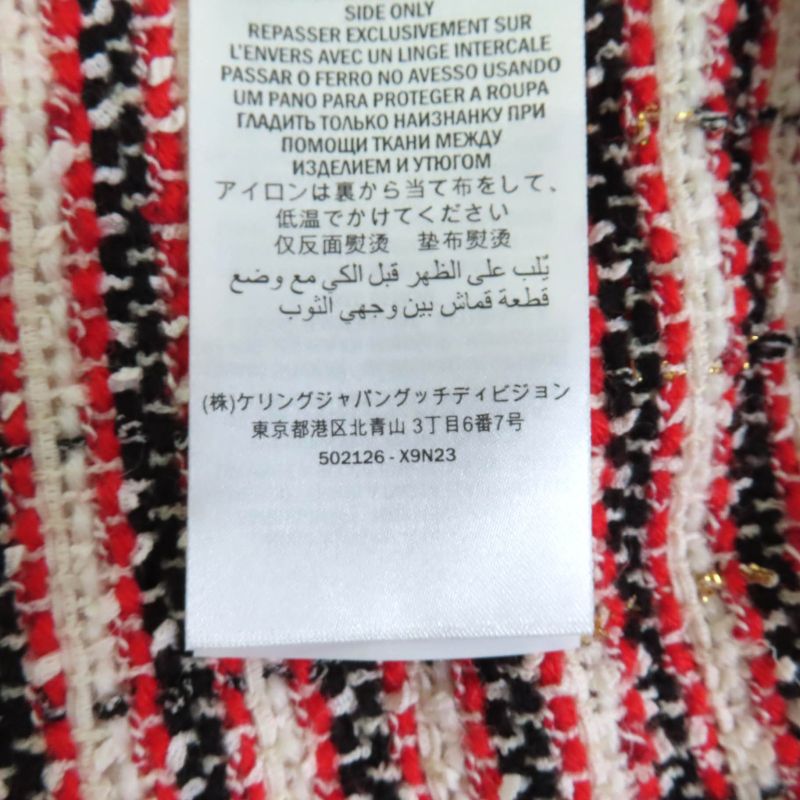 SIDE ONLY
REPASSER EXCLUSIVEMENT SUR
L'ENVERS AVEC UN LINGE INTERCALE
PASSAR O FERRO NO AVESSO USANDO
UM PANO PARA PROTEGER A ROUPA
ГЛАДИТЬ ТОЛЬКО НАИЗНАНКУ ПРИ
ПОМОЩИ ТКАНИ МЕЖДУ
ИЗДЕЛИЕМ И УТЮГОМ
アイロンは裏から当て布をして、
低温でかけてください
仅反面熨烫 垫布熨烫
يُلب على الظهر قبل الكي مع وضع
قطعة قماش بين وجهي الثوب
(株)ケリングジャパングッチディビジョン
東京都港区北青山 3丁目6番7号
502126 - X9N23